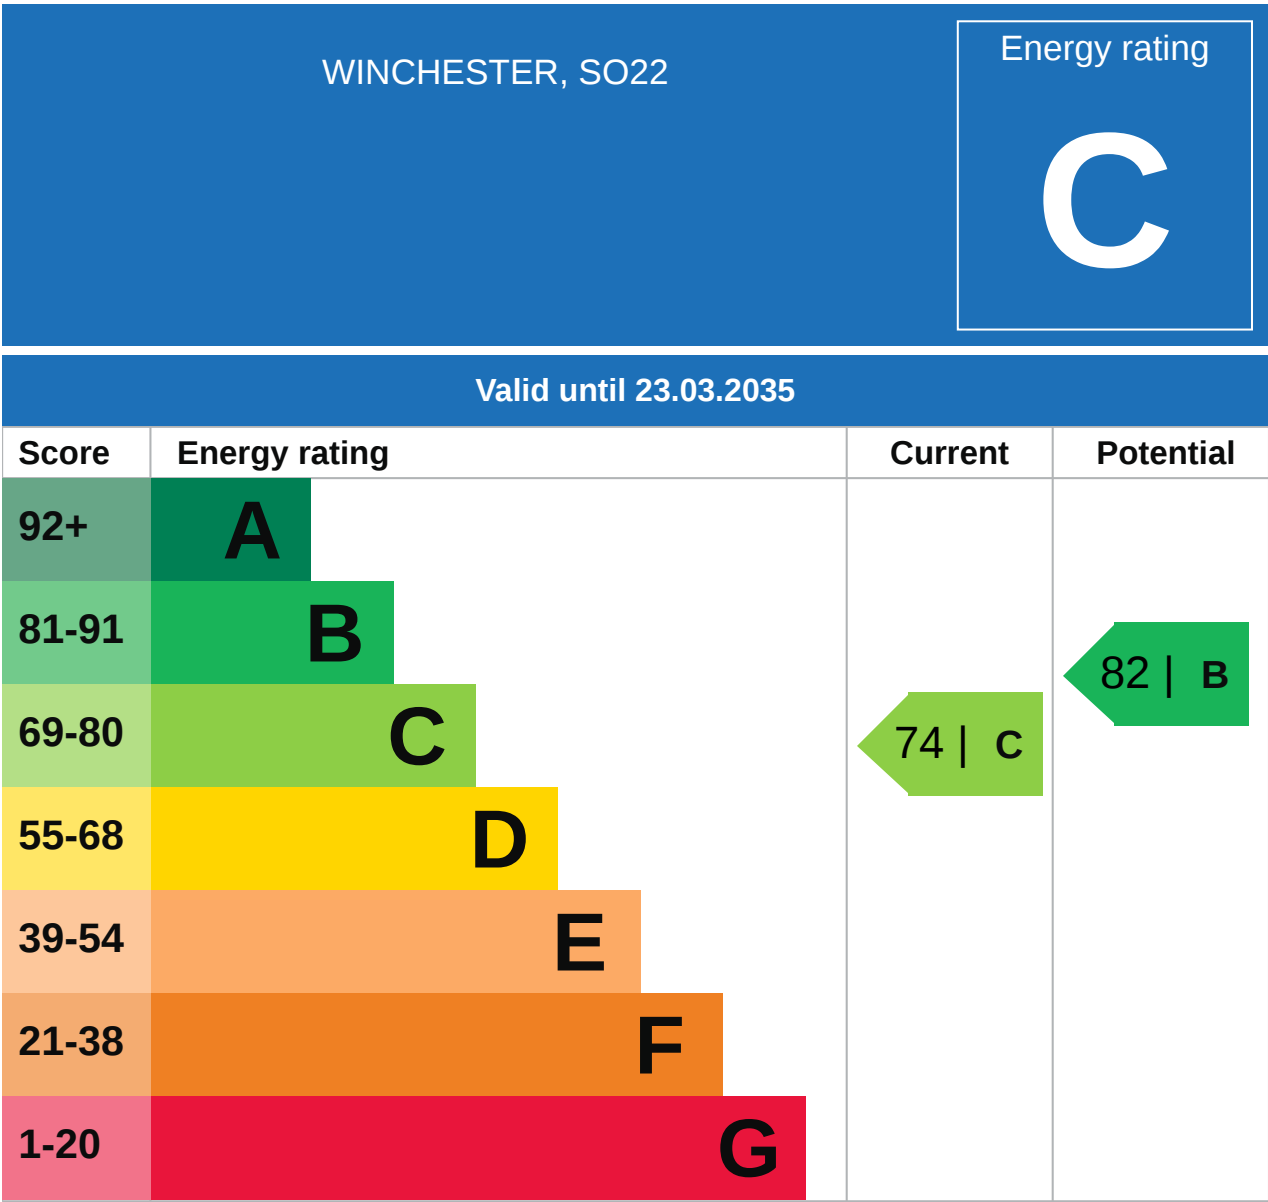 WINCHESTER, SO22
Energy rating
C
Valid until 23.03.2035
Score Energy rating Current Potential
92+ A
81-91 B
82 | B
69-80 C
74 | C
55-68 D
39-54 E
21-38 F
1-20 G